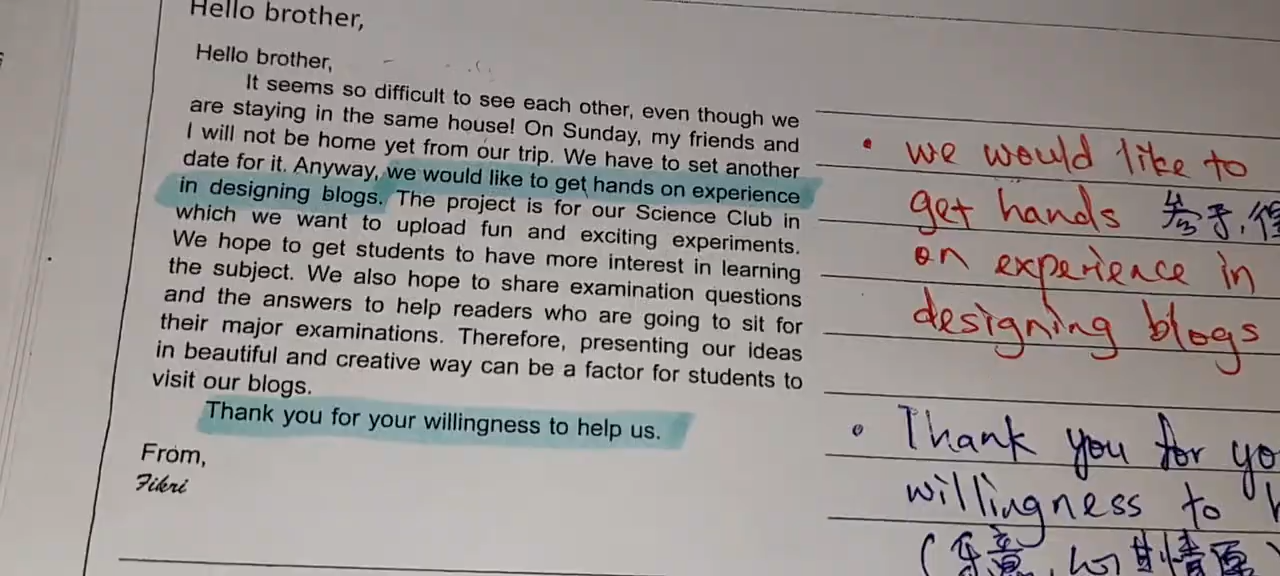 Hello brother,
Hello brother,
It seems so difficult to see each other, even though we
are staying in the same house! On Sunday, my friends and
I will not be home yet from our trip. We have to set another
date for it. Anyway, we would like to get hands on experience
in designing blogs. The project is for our Science Club in
which we want to upload fun and exciting experiments.
We hope to get students to have more interest in learning
the subject. We also hope to share examination questions
and the answers to help readers who are going to sit for
their major examinations. Therefore, presenting our ideas
in beautiful and creative way can be a factor for students to
visit our blogs.
Thank you for your willingness to help us.
From,
Fikri
• we would like to
get hands
on experience in
designing blogs
• Thank you for yo
willingness to h